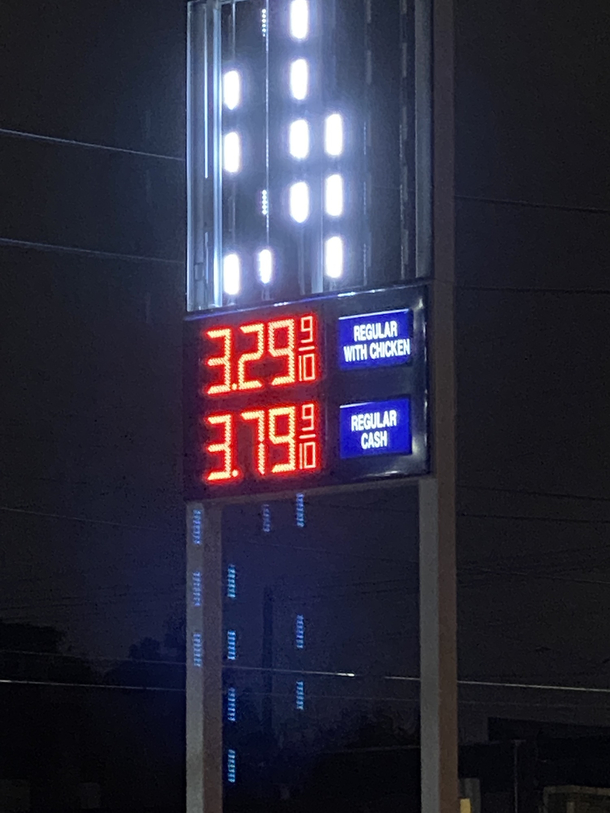 3.29 9/10
REGULAR
WITH CHICKEN
3.79 9/10
REGULAR
CASH